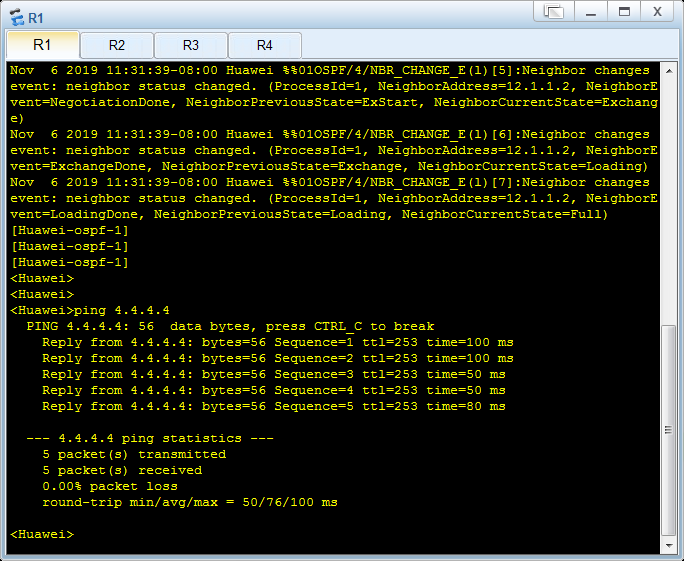 R1
R1 R2 R3 R4
Nov  6 2019 11:31:39-08:00 Huawei %%01OSPF/4/NBR_CHANGE_E(l)[5]:Neighbor changes
event: neighbor status changed. (ProcessId=1, NeighborAddress=12.1.1.2, NeighborE
vent=NegotiationDone, NeighborPreviousState=ExStart, NeighborCurrentState=Exchang
e)
Nov  6 2019 11:31:39-08:00 Huawei %%01OSPF/4/NBR_CHANGE_E(l)[6]:Neighbor changes
event: neighbor status changed. (ProcessId=1, NeighborAddress=12.1.1.2, NeighborE
vent=ExchangeDone, NeighborPreviousState=Exchange, NeighborCurrentState=Loading)
Nov  6 2019 11:31:39-08:00 Huawei %%01OSPF/4/NBR_CHANGE_E(l)[7]:Neighbor changes
event: neighbor status changed. (ProcessId=1, NeighborAddress=12.1.1.2, NeighborE
vent=LoadingDone, NeighborPreviousState=Loading, NeighborCurrentState=Full)
[Huawei-ospf-1]
[Huawei-ospf-1]
[Huawei-ospf-1]
<Huawei>
<Huawei>
<Huawei>ping 4.4.4.4
  PING 4.4.4.4: 56  data bytes, press CTRL_C to break
    Reply from 4.4.4.4: bytes=56 Sequence=1 ttl=253 time=100 ms
    Reply from 4.4.4.4: bytes=56 Sequence=2 ttl=253 time=100 ms
    Reply from 4.4.4.4: bytes=56 Sequence=3 ttl=253 time=50 ms
    Reply from 4.4.4.4: bytes=56 Sequence=4 ttl=253 time=50 ms
    Reply from 4.4.4.4: bytes=56 Sequence=5 ttl=253 time=80 ms
  --- 4.4.4.4 ping statistics ---
    5 packet(s) transmitted
    5 packet(s) received
    0.00% packet loss
    round-trip min/avg/max = 50/76/100 ms
<Huawei>